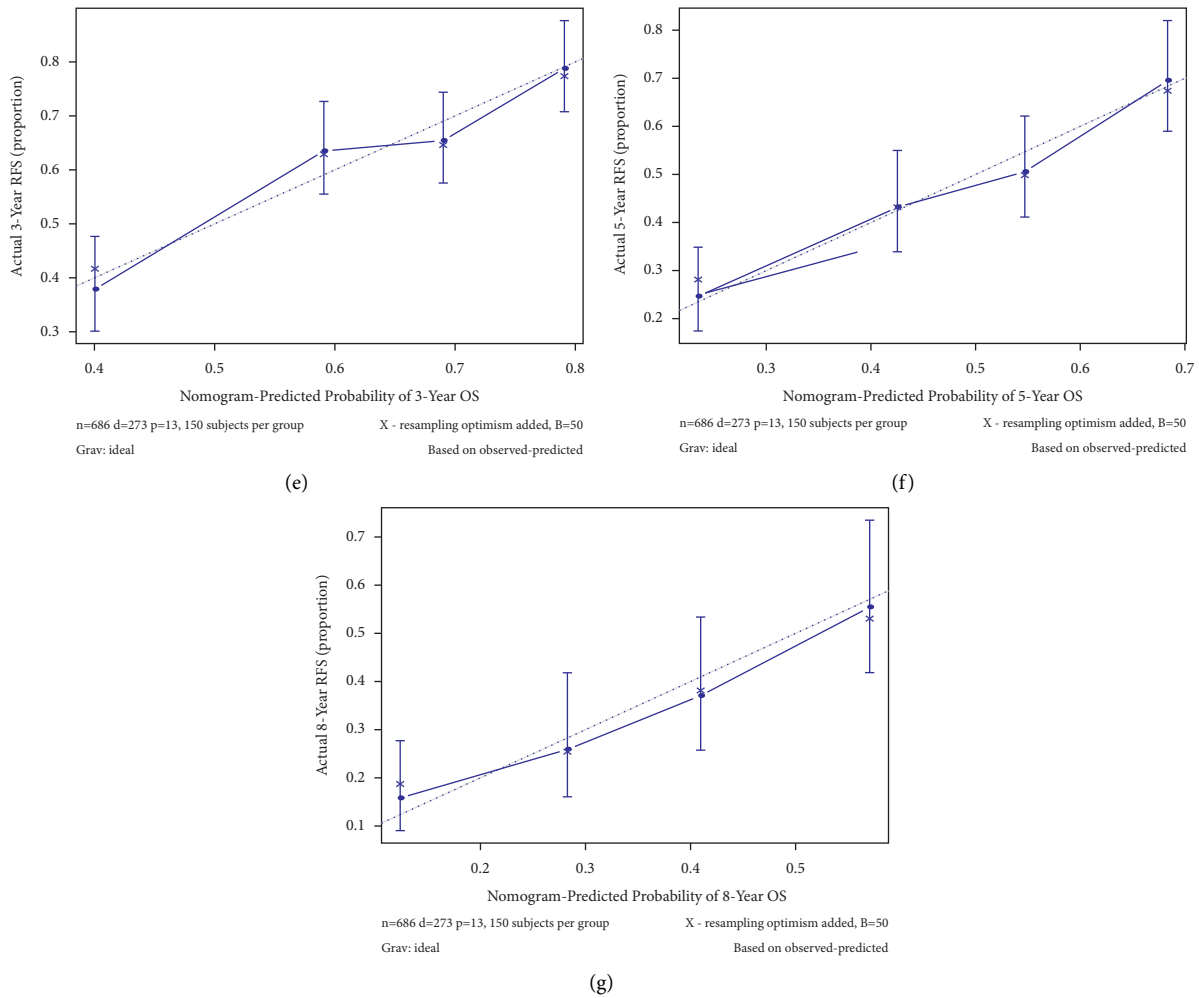 Actual 3-Year RFS (proportion)
0.8
0.7
0.6
0.5
0.4
0.3
0.4 0.5 0.6 0.7 0.8
Nomogram-Predicted Probability of 3-Year OS
n=686 d=273 p=13, 150 subjects per group X - resampling optimism added, B=50
Grav: ideal Based on observed-predicted
(e)
Actual 5-Year RFS (proportion)
0.8
0.7
0.6
0.5
0.4
0.3
0.2
0.3 0.4 0.5 0.6 0.7
Nomogram-Predicted Probability of 5-Year OS
n=686 d=273 p=13, 150 subjects per group X - resampling optimism added, B=50
Grav: ideal Based on observed-predicted
(f)
Actual 8-Year RFS (proportion)
0.7
0.6
0.5
0.4
0.3
0.2
0.1
0.2 0.3 0.4 0.5
Nomogram-Predicted Probability of 8-Year OS
n=686 d=273 p=13, 150 subjects per group X - resampling optimism added, B=50
Grav: ideal Based on observed-predicted
(g)